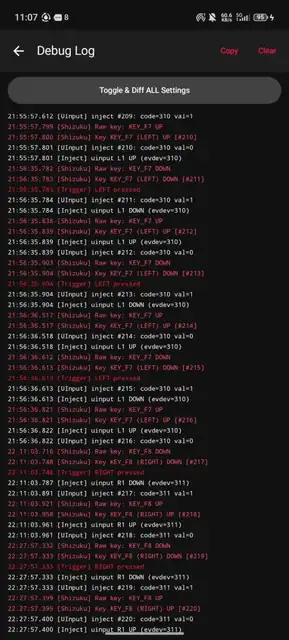 11:07
8
60.6 KB/s
5G
95
Debug Log
Copy
Clear
Toggle & Diff ALL Settings
21:55:57.612 [UInput] inject #209: code=310 val=1
21:55:57.799 [Shizuku] Raw key: KEY_F7 UP
21:55:57.800 [Shizuku] Key KEY_F7 (LEFT) UP [#210]
21:55:57.801 [UInput] inject #210: code=310 val=0
21:55:57.801 [Inject] uinput L1 UP (evdev=310)
21:56:35.782 [Shizuku] Raw key: KEY_F7 DOWN
21:56:35.783 [Shizuku] Key KEY_F7 (LEFT) DOWN [#211]
21:56:35.783 [Trigger] LEFT pressed
21:56:35.784 [UInput] inject #211: code=310 val=1
21:56:35.784 [Inject] uinput L1 DOWN (evdev=310)
21:56:35.838 [Shizuku] Raw key: KEY_F7 UP
21:56:35.839 [Shizuku] Key KEY_F7 (LEFT) UP [#212]
21:56:35.839 [Inject] uinput L1 UP (evdev=310)
21:56:35.839 [UInput] inject #212: code=310 val=0
21:56:35.903 [Shizuku] Raw key: KEY_F7 DOWN
21:56:35.904 [Shizuku] Key KEY_F7 (LEFT) DOWN [#213]
21:56:35.904 [Trigger] LEFT pressed
21:56:35.904 [UInput] inject #213: code=310 val=1
21:56:35.904 [Inject] uinput L1 DOWN (evdev=310)
21:56:36.517 [Shizuku] Raw key: KEY_F7 UP
21:56:36.517 [Shizuku] Key KEY_F7 (LEFT) UP [#214]
21:56:36.518 [UInput] inject #214: code=310 val=0
21:56:36.518 [Inject] uinput L1 UP (evdev=310)
21:56:36.612 [Shizuku] Raw key: KEY_F7 DOWN
21:56:36.613 [Shizuku] Key KEY_F7 (LEFT) DOWN [#215]
21:56:36.613 [Trigger] LEFT pressed
21:56:36.613 [UInput] inject #215: code=310 val=1
21:56:36.613 [Inject] uinput L1 DOWN (evdev=310)
21:56:36.821 [Shizuku] Raw key: KEY_F7 UP
21:56:36.821 [Shizuku] Key KEY_F7 (LEFT) UP [#216]
21:56:36.822 [Inject] uinput L1 UP (evdev=310)
21:56:36.822 [UInput] inject #216: code=310 val=0
22:11:03.716 [Shizuku] Raw key: KEY_F8 DOWN
22:11:03.748 [Shizuku] Key KEY_F8 (RIGHT) DOWN [#217]
22:11:03.748 [Trigger] RIGHT pressed
22:11:03.787 [Inject] uinput R1 DOWN (evdev=311)
22:11:03.891 [UInput] inject #217: code=311 val=1
22:11:03.921 [Shizuku] Raw key: KEY_F8 UP
22:11:03.958 [Shizuku] Key KEY_F8 (RIGHT) UP [#218]
22:11:03.961 [Inject] uinput R1 UP (evdev=311)
22:11:03.961 [UInput] inject #218: code=311 val=0
22:27:57.332 [Shizuku] Raw key: KEY_F8 DOWN
22:27:57.333 [Shizuku] Key KEY_F8 (RIGHT) DOWN [#219]
22:27:57.333 [Trigger] RIGHT pressed
22:27:57.333 [Inject] uinput R1 DOWN (evdev=311)
22:27:57.333 [UInput] inject #219: code=311 val=1
22:27:57.399 [Shizuku] Raw key: KEY_F8 UP
22:27:57.399 [Shizuku] Key KEY_F8 (RIGHT) UP [#220]
22:27:57.400 [UInput] inject #220: code=311 val=0
22:27:57.400 [Inject] uinput R1 UP (evdev=311)